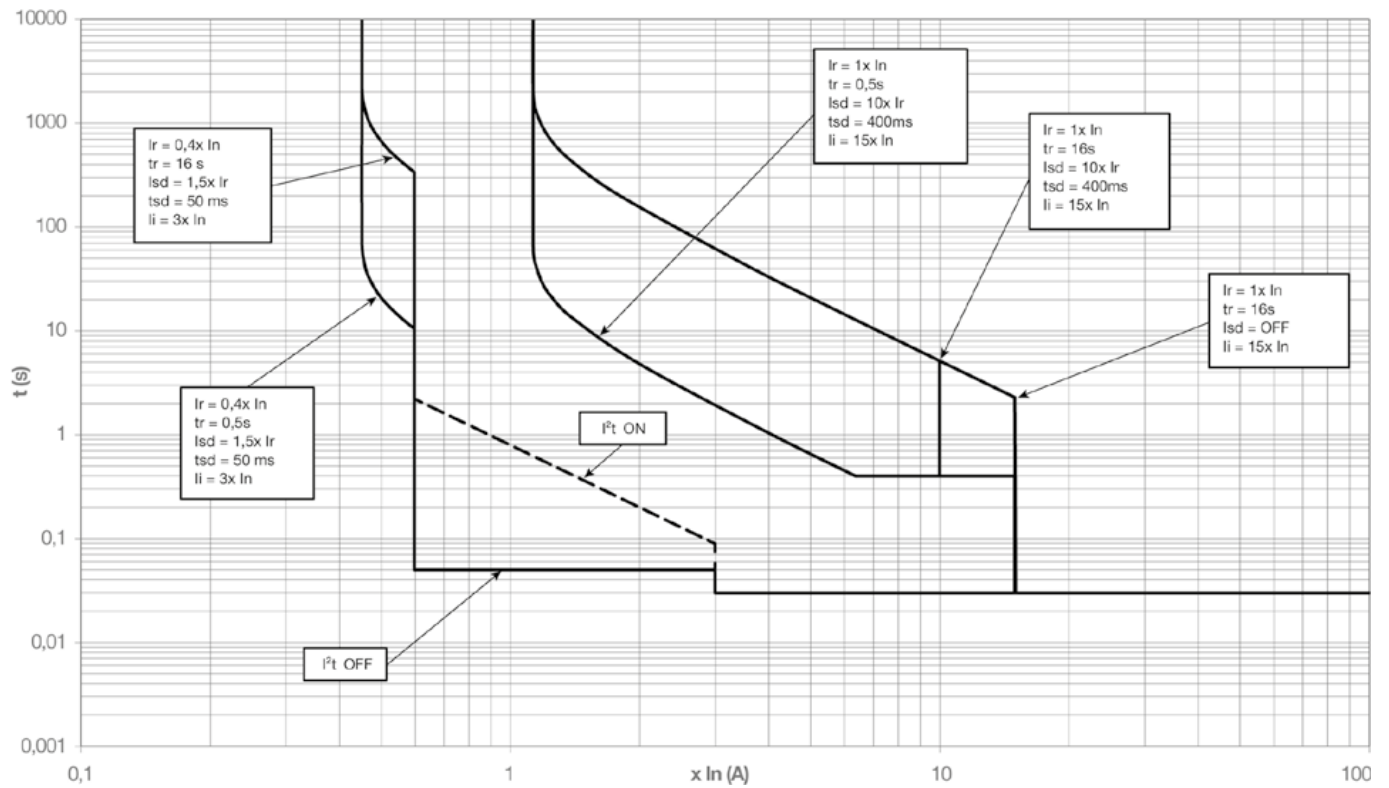 10000
1000
100
10
1
0,1
0,01
0,001
t (s)
Ir = 0,4x In
tr = 16 s
Isd = 1,5x Ir
tsd = 50 ms
Ii = 3x In
Ir = 1x In
tr = 0,5s
Isd = 10x Ir
tsd = 400ms
Ii = 15x In
Ir = 1x In
tr = 16s
Isd = 10x Ir
tsd = 400ms
Ii = 15x In
Ir = 1x In
tr = 16s
Isd = OFF
Ii = 15x In
Ir = 0,4x In
tr = 0,5s
Isd = 1,5x Ir
tsd = 50 ms
Ii = 3x In
I²t ON
I²t OFF
0,1
1
x In (A)
10
100